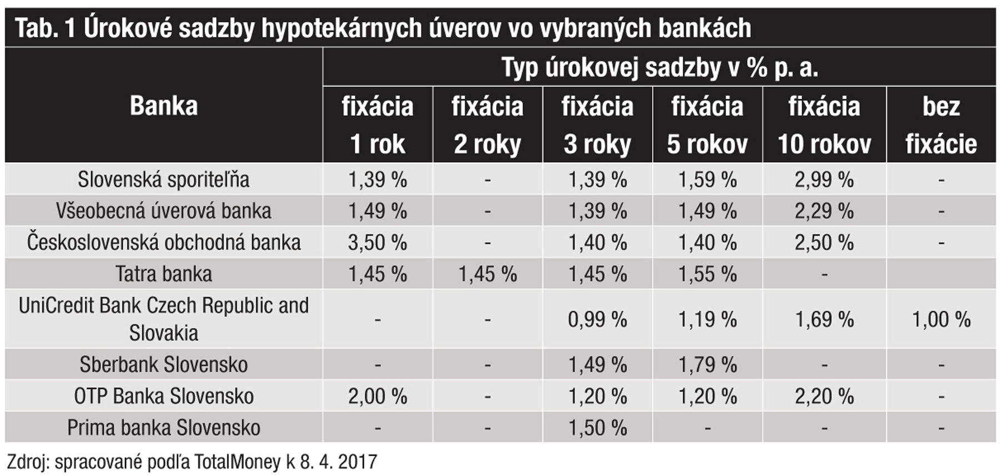 Tab. 1 Úrokové sadzby hypotekárnych úverov vo vybraných bankách
Banka
Typ úrokovej sadzby v % p. a.
fixácia 1 rok
fixácia 2 roky
fixácia 3 roky
fixácia 5 rokov
fixácia 10 rokov
bez fixácie
Slovenská sporiteľňa 1,39 % - 1,39 % 1,59 % 2,99 % -
Všeobecná úverová banka 1,49 % - 1,39 % 1,49 % 2,29 % -
Československá obchodná banka 3,50 % - 1,40 % 1,40 % 2,50 % -
Tatra banka 1,45 % 1,45 % 1,45 % 1,55 % -
UniCredit Bank Czech Republic and
Slovakia - - 0,99 % 1,19 % 1,69 % 1,00 %
Sberbank Slovensko - - 1,49 % 1,79 % - -
OTP Banka Slovensko 2,00 % - 1,20 % 1,20 % 2,20 % -
Prima banka Slovensko - - 1,50 % - - -
Zdroj: spracované podľa TotalMoney k 8. 4. 2017